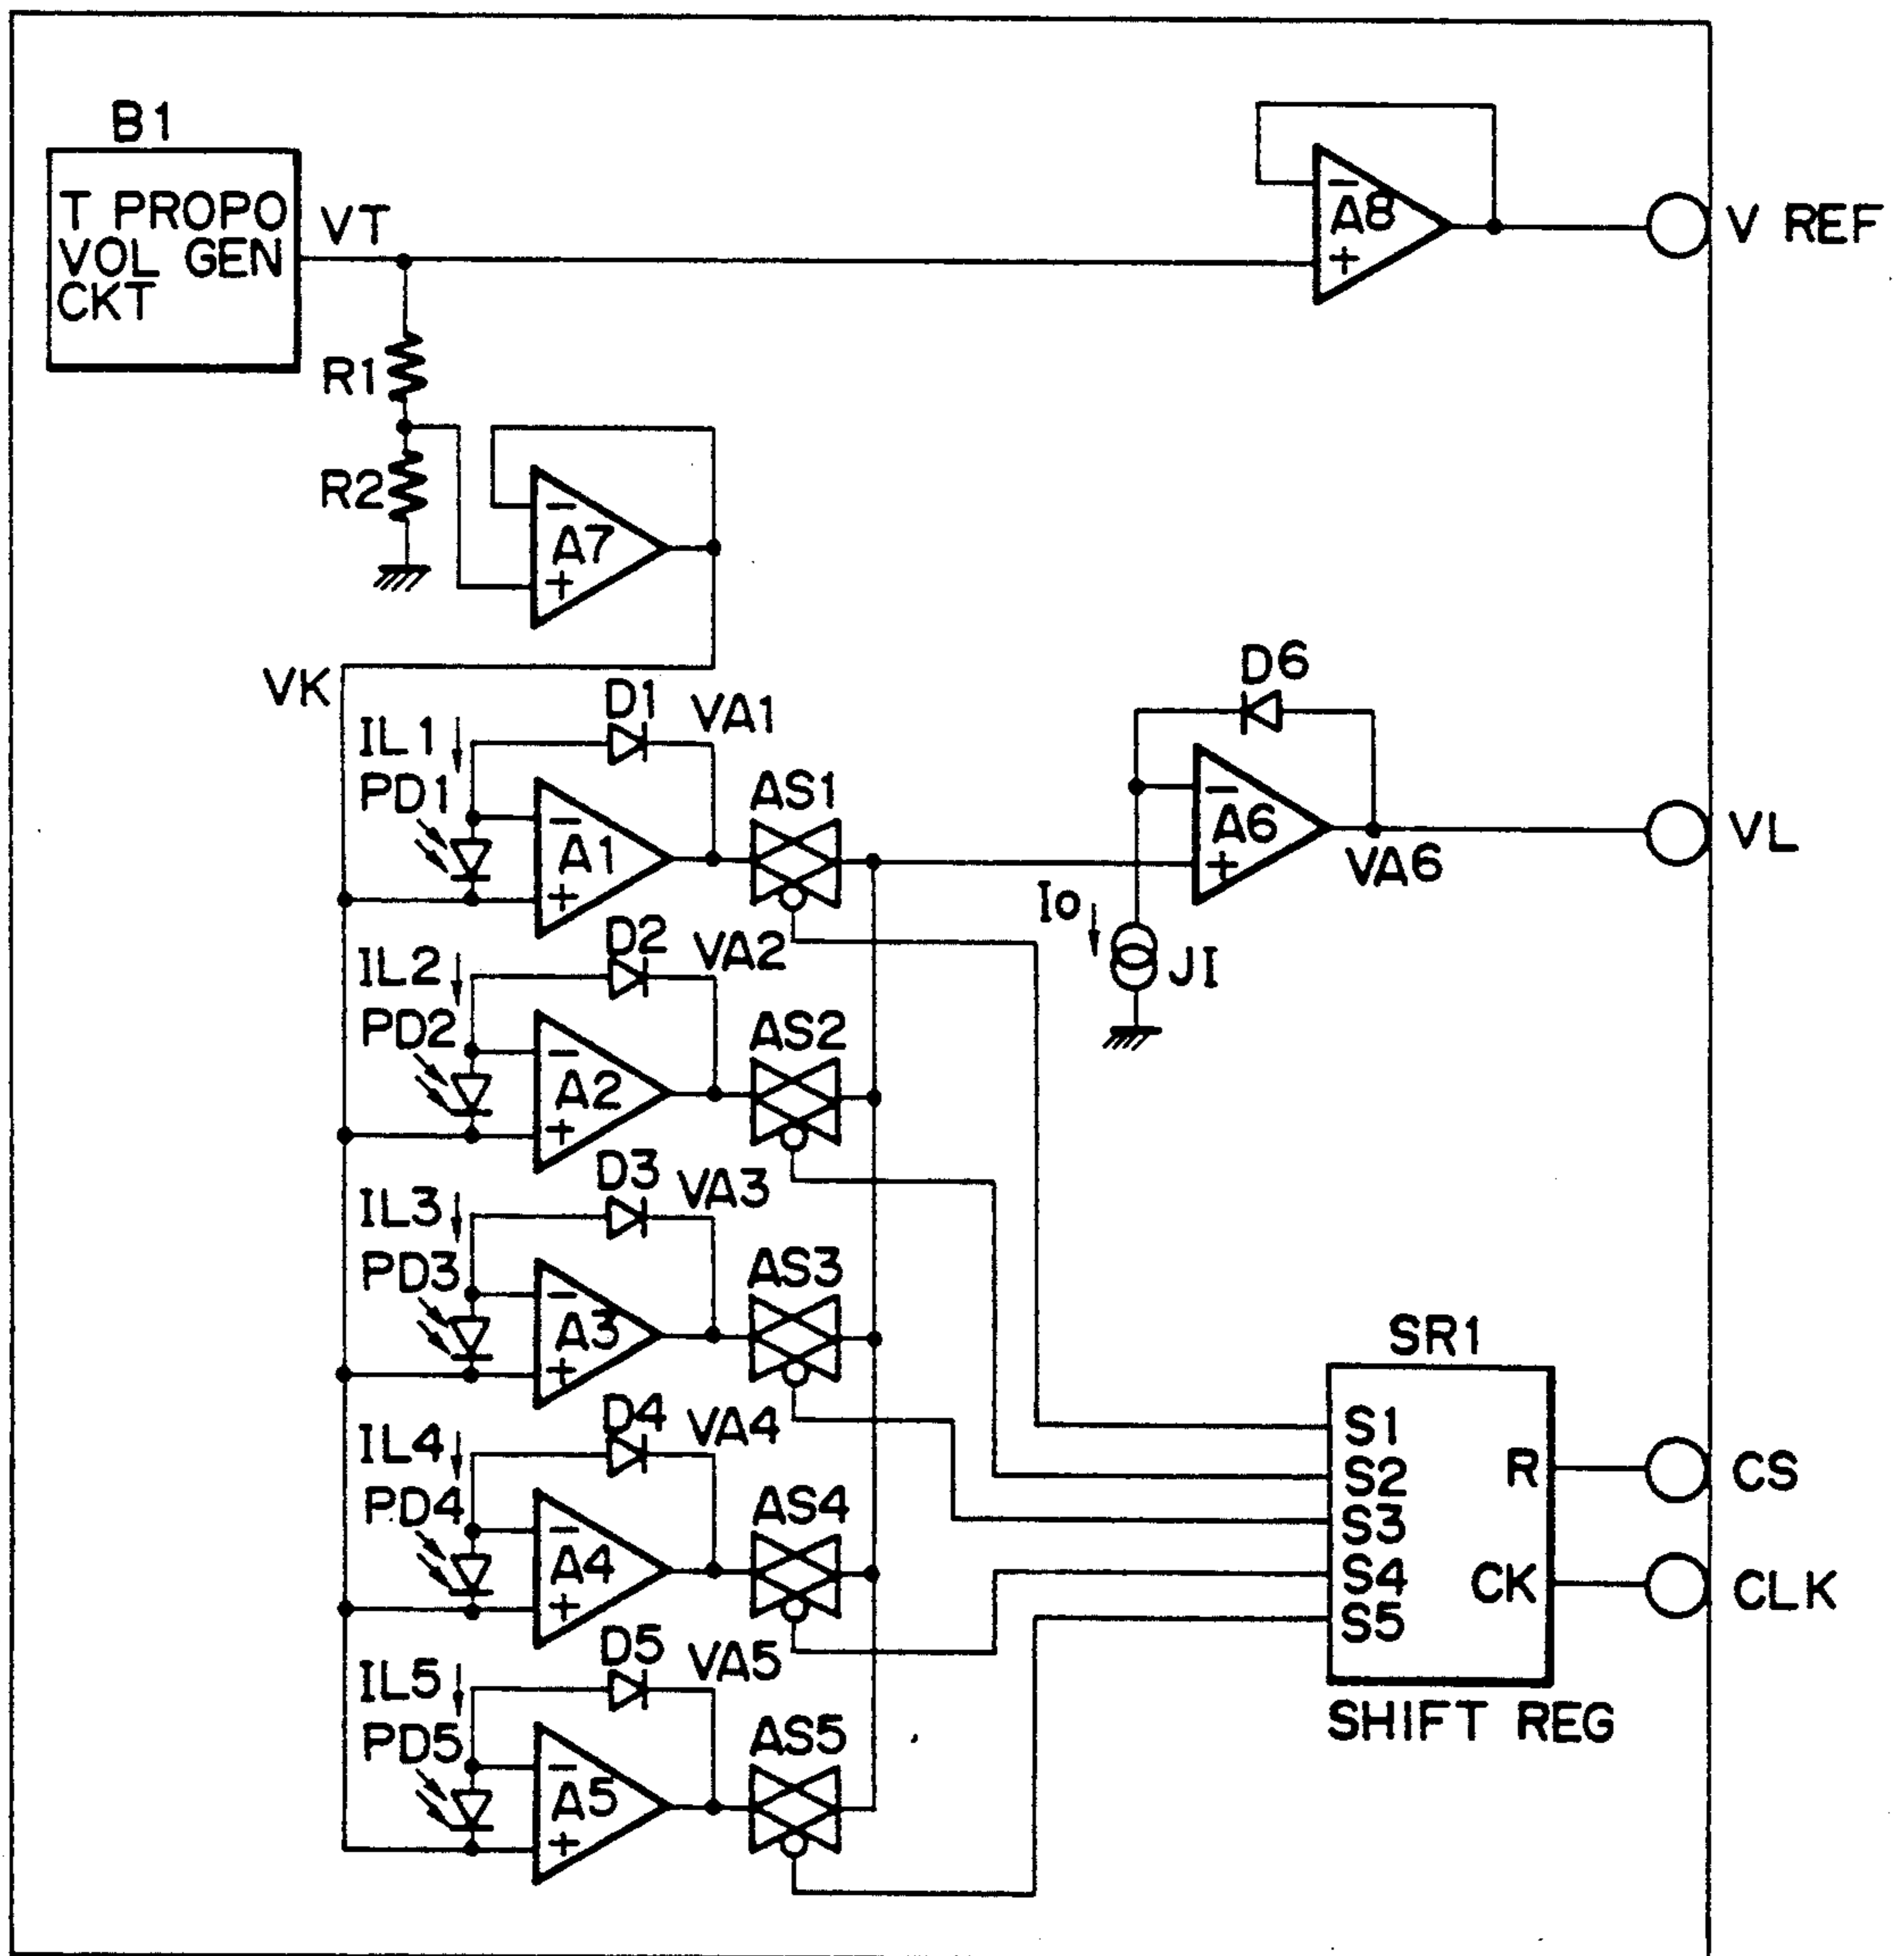 B1
T PROPO
VOL GEN
CKT
VT
−
A8
+
V REF
R1
R2
−
A7
+
VK
D1
VA1
IL1
PD1
−
A1
+
AS1
D6
−
A6
+
VA6
VL
Io
JI
D2
VA2
IL2
PD2
−
A2
+
AS2
D3
VA3
IL3
PD3
−
A3
+
AS3
D4
VA4
IL4
PD4
−
A4
+
AS4
D5
VA5
IL5
PD5
−
A5
+
AS5
SR1
S1
S2
S3
S4
S5
R
CK
SHIFT REG
CS
CLK